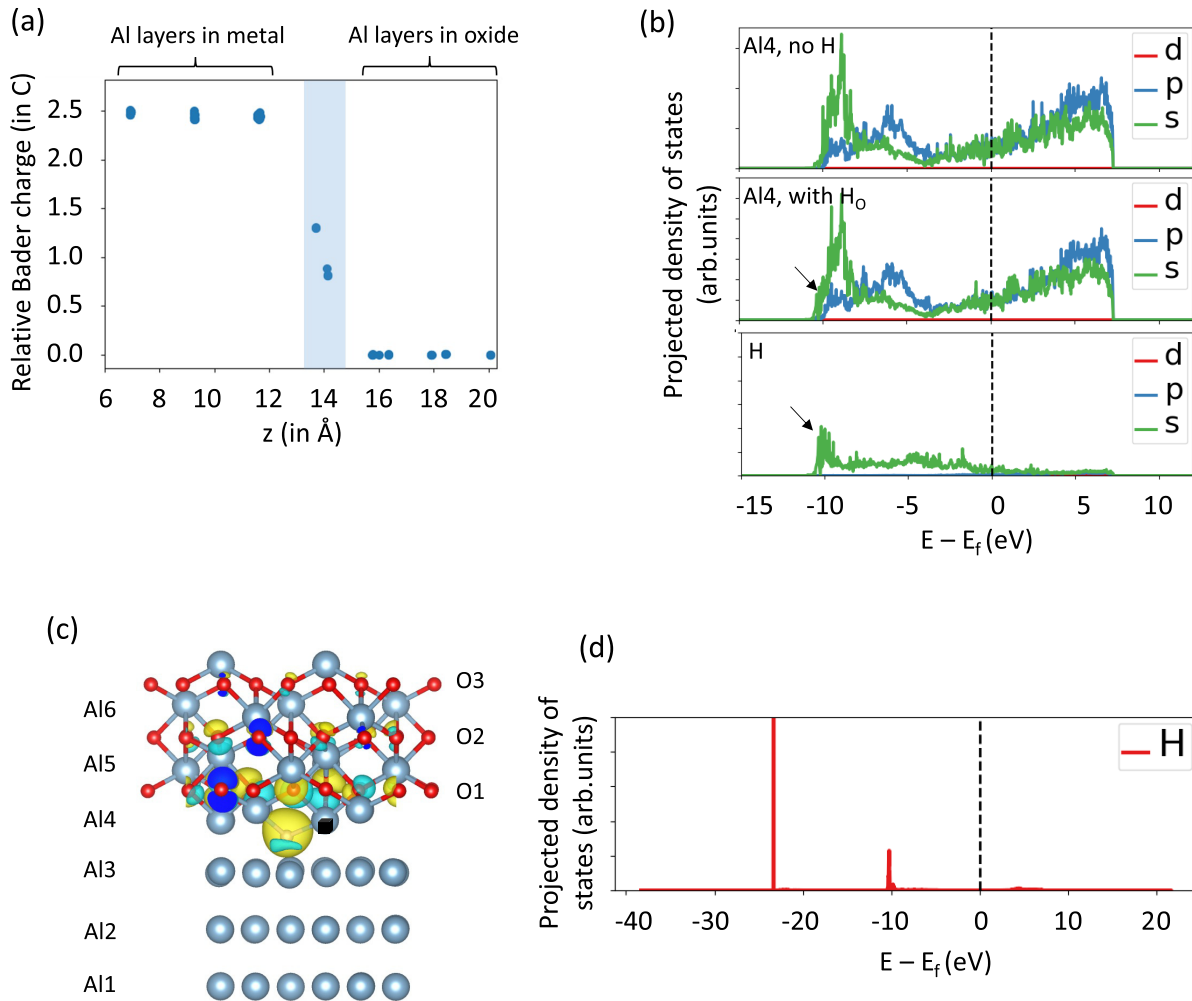 (a)
Al layers in metal
Al layers in oxide
Relative Bader charge (in C)
2.5
2.0
1.5
1.0
0.5
0.0
6
8
10
12
14
16
18
20
z (in Å)
(b)
Projected density of states
(arb.units)
Al4, no H
d
p
s
Al4, with H_O
d
p
s
H
d
p
s
-15
-10
-5
0
5
10
E – E_f (eV)
(c)
Al6
Al5
Al4
Al3
Al2
Al1
O3
O2
O1
(d)
Projected density of
states (arb.units)
H
-40
-30
-20
-10
0
10
20
E – E_f (eV)